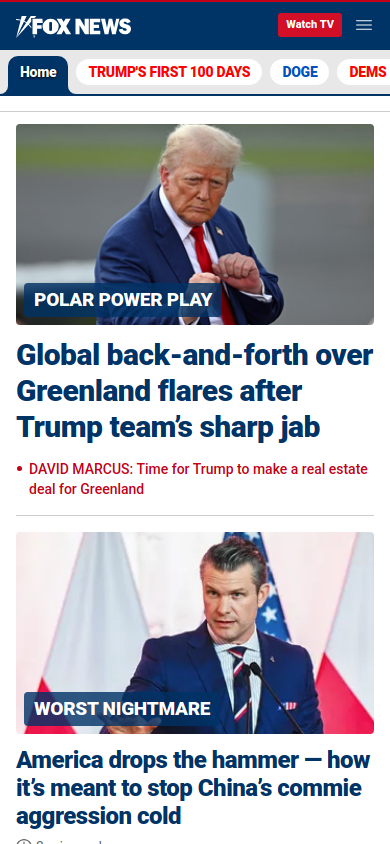 FOX NEWS
Watch TV
Home
TRUMP'S FIRST 100 DAYS
DOGE
DEMS
POLAR POWER PLAY
Global back-and-forth over
Greenland flares after
Trump team's sharp jab
• DAVID MARCUS: Time for Trump to make a real estate
deal for Greenland
WORST NIGHTMARE
America drops the hammer — how
it's meant to stop China's commie
aggression cold